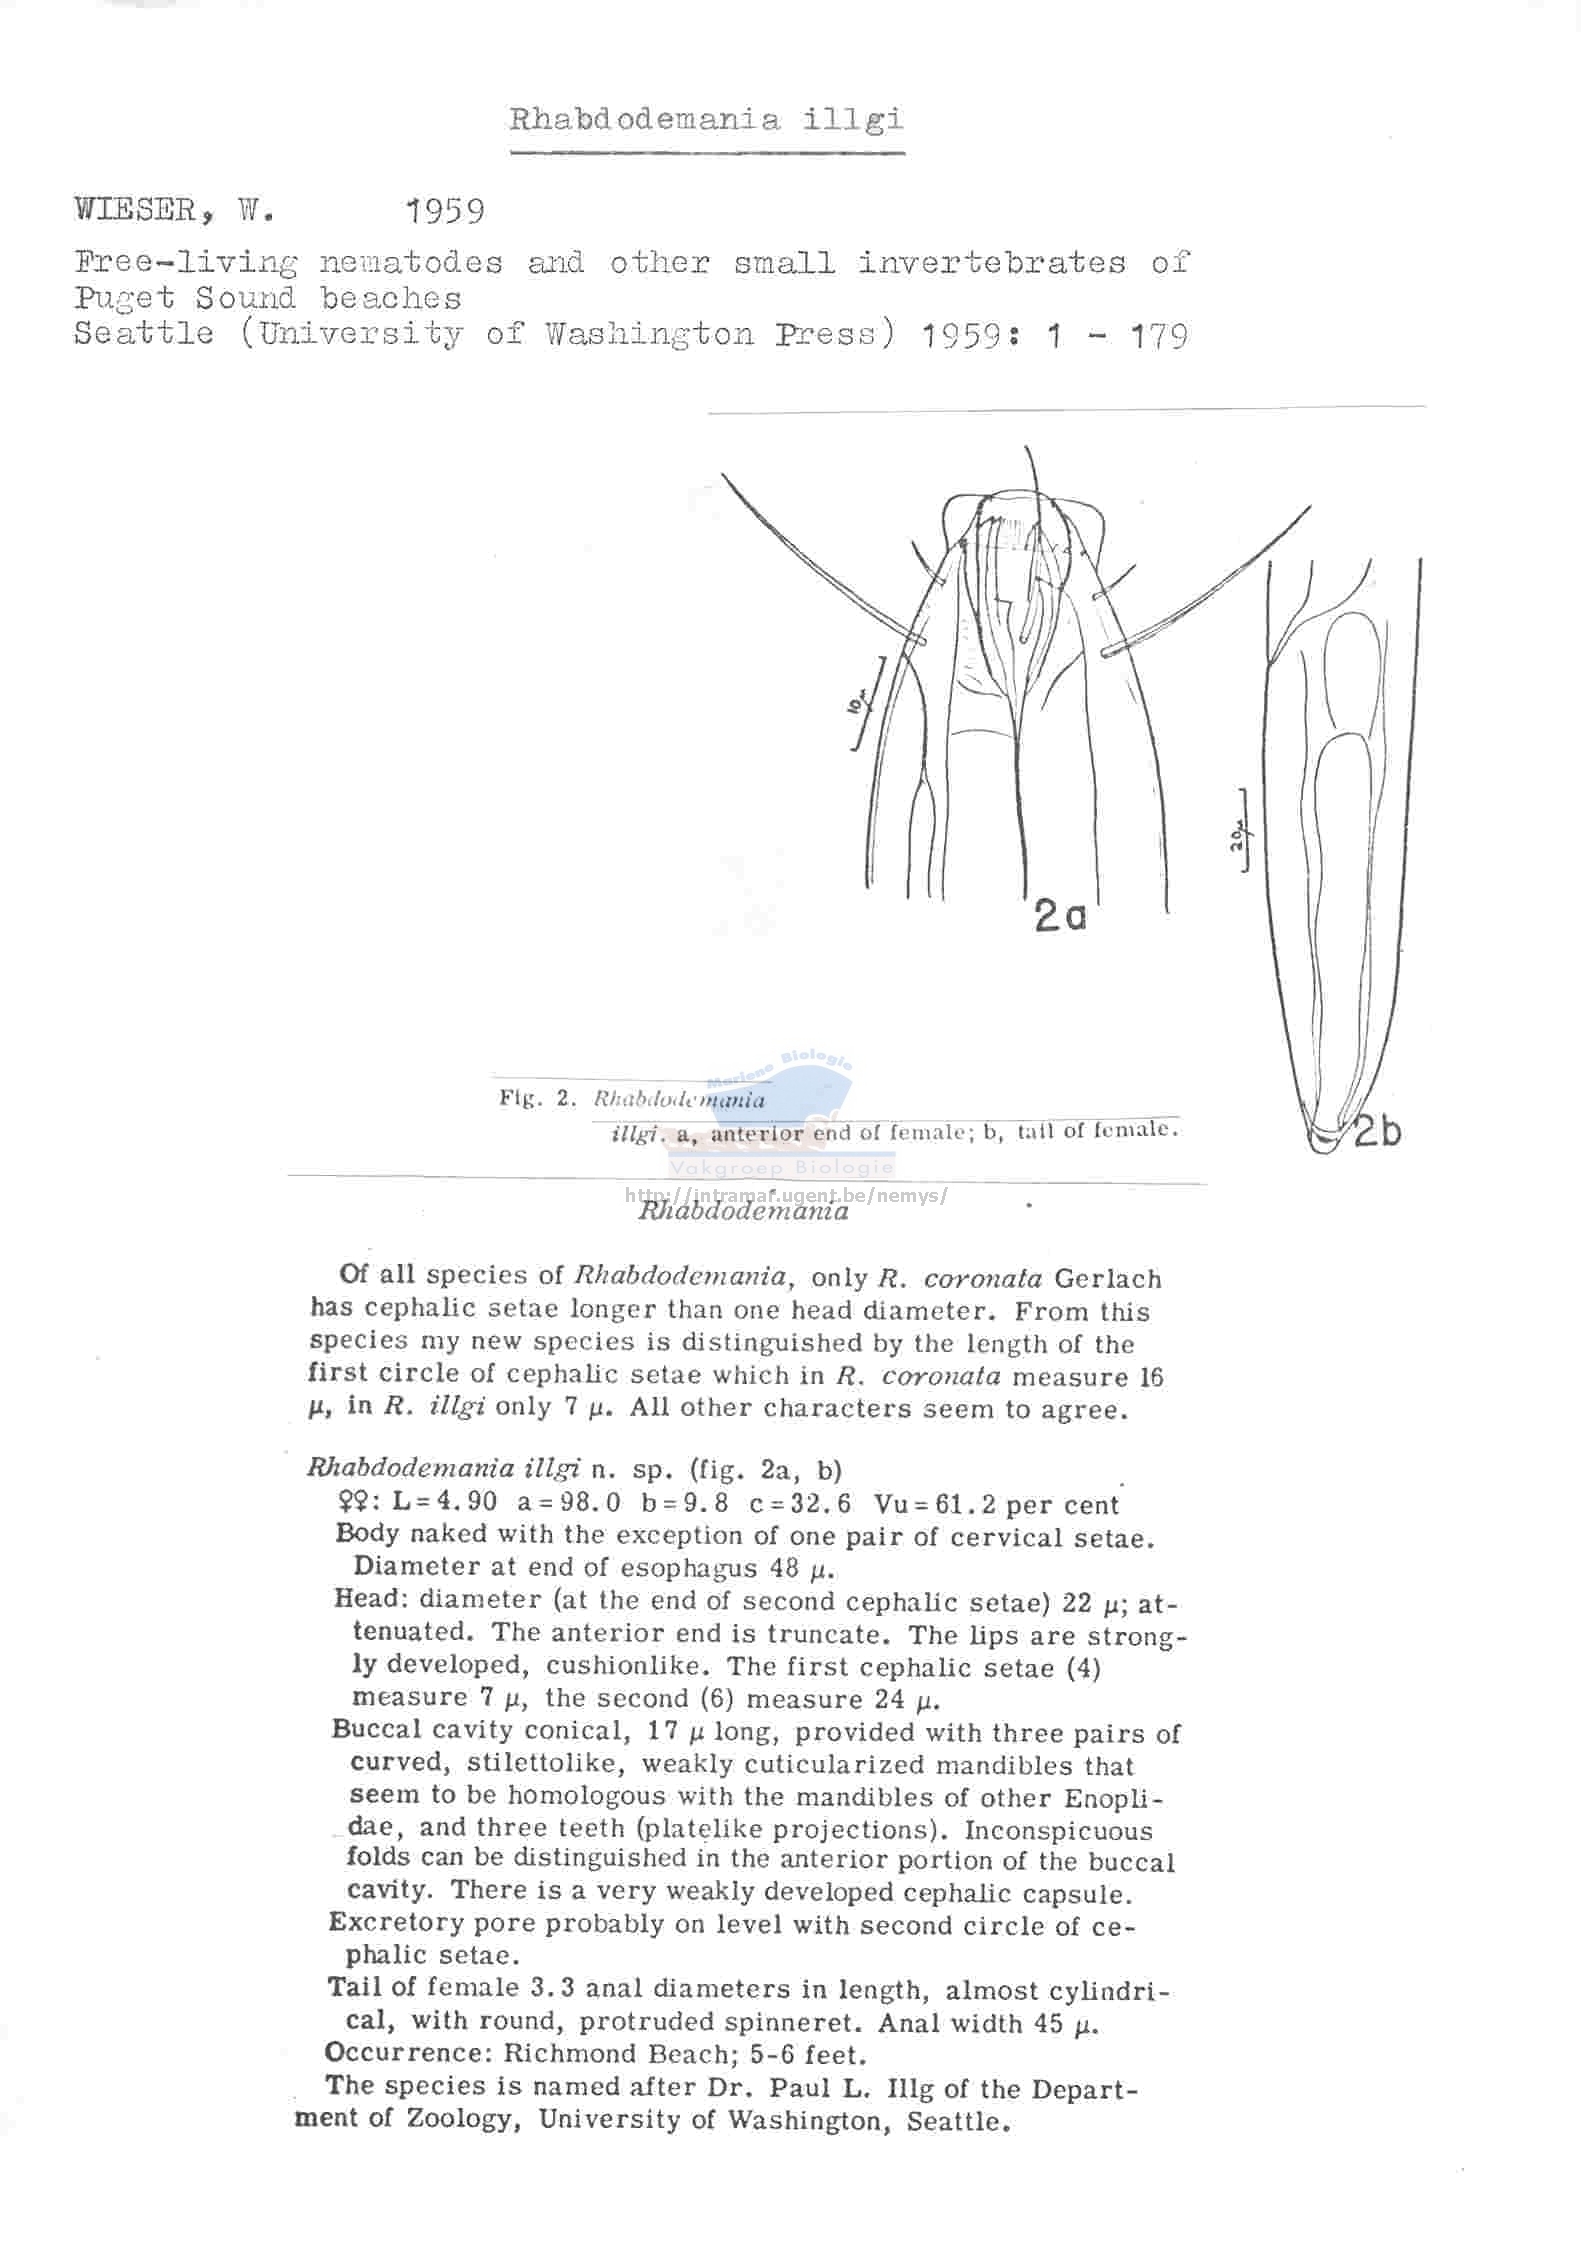 Rhabdodemania illgi
WIESER, W. 1959
Free-living nematodes and other small invertebrates of
Puget Sound beaches
Seattle (University of Washington Press) 1959: 1 - 179
10μ
2a
20μ
2b
Mariene Biologie
Fig. 2. Rhabdodemania
illgi. a, anterior end of female; b, tail of female.
Vakgroep Biologie
http://intramar.ugent.be/nemys/
Rhabdodemania
Of all species of Rhabdodemania, only R. coronata Gerlach
has cephalic setae longer than one head diameter. From this
species my new species is distinguished by the length of the
first circle of cephalic setae which in R. coronata measure 16
μ, in R. illgi only 7 μ. All other characters seem to agree.
Rhabdodemania illgi n. sp. (fig. 2a, b)
♀♀: L=4.90 a=98.0 b=9.8 c=32.6 Vu=61.2 per cent
Body naked with the exception of one pair of cervical setae.
Diameter at end of esophagus 48 μ.
Head: diameter (at the end of second cephalic setae) 22 μ; at-
tenuated. The anterior end is truncate. The lips are strong-
ly developed, cushionlike. The first cephalic setae (4)
measure 7 μ, the second (6) measure 24 μ.
Buccal cavity conical, 17 μ long, provided with three pairs of
curved, stilettolike, weakly cuticularized mandibles that
seem to be homologous with the mandibles of other Enopli-
dae, and three teeth (platelike projections). Inconspicuous
folds can be distinguished in the anterior portion of the buccal
cavity. There is a very weakly developed cephalic capsule.
Excretory pore probably on level with second circle of ce-
phalic setae.
Tail of female 3.3 anal diameters in length, almost cylindri-
cal, with round, protruded spinneret. Anal width 45 μ.
Occurrence: Richmond Beach; 5-6 feet.
The species is named after Dr. Paul L. Illg of the Depart-
ment of Zoology, University of Washington, Seattle.